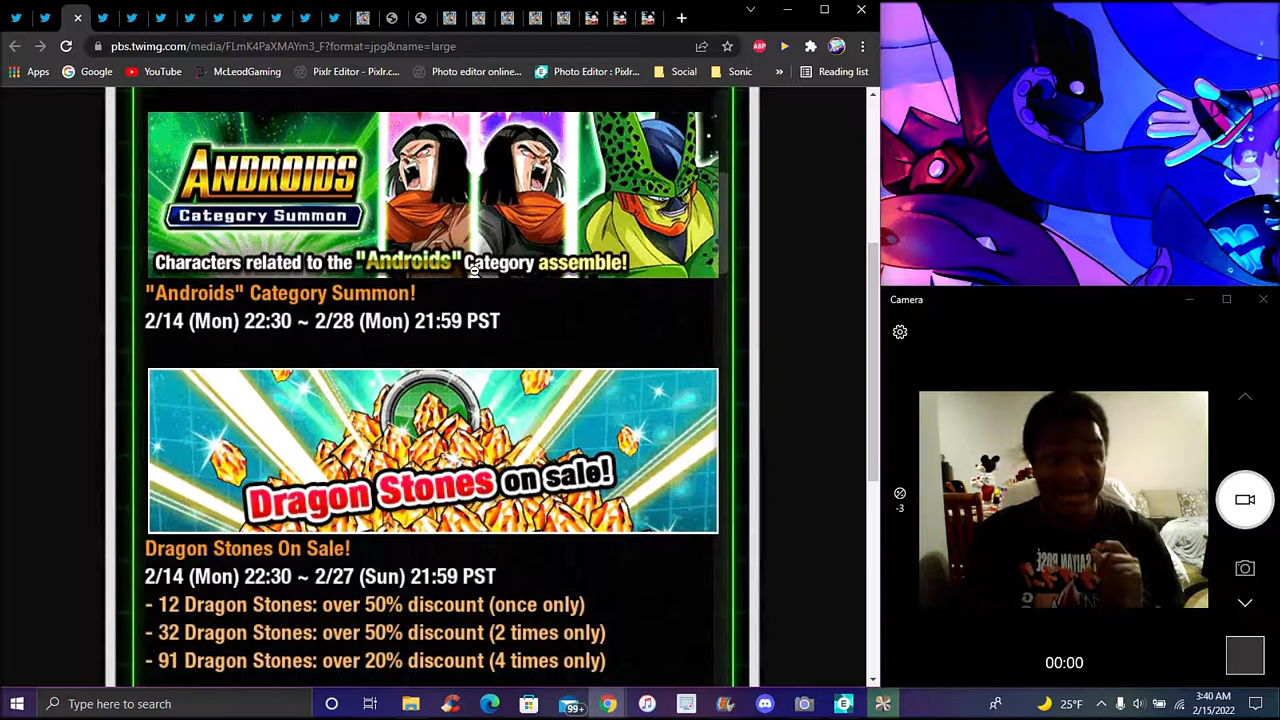 pbs.twimg.com/media/FLmK4PaXMAYm3_F?format=jpg&name=large
ABP
Apps
Google
YouTube
McLeodGaming
Pixlr Editor - Pixlr.c...
Photo editor online...
Photo Editor : Pixlr...
Social
Sonic
»
Reading list
ANDROIDS
Category Summon
Characters related to the "Androids" Category assemble!
"Androids" Category Summon!
2/14 (Mon) 22:30 ~ 2/28 (Mon) 21:59 PST
Dragon Stones on sale!
Dragon Stones On Sale!
2/14 (Mon) 22:30 ~ 2/27 (Sun) 21:59 PST
- 12 Dragon Stones: over 50% discount (once only)
- 32 Dragon Stones: over 50% discount (2 times only)
- 91 Dragon Stones: over 20% discount (4 times only)
Camera
-3
00:00
Type here to search
99+
25°F
3:40 AM
2/15/2022